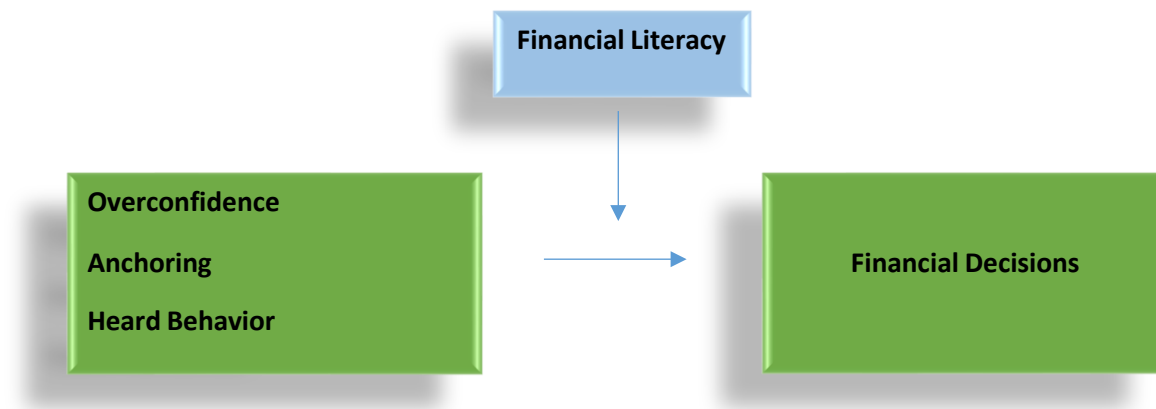 Financial Literacy
Overconfidence
Anchoring
Heard Behavior
Financial Decisions